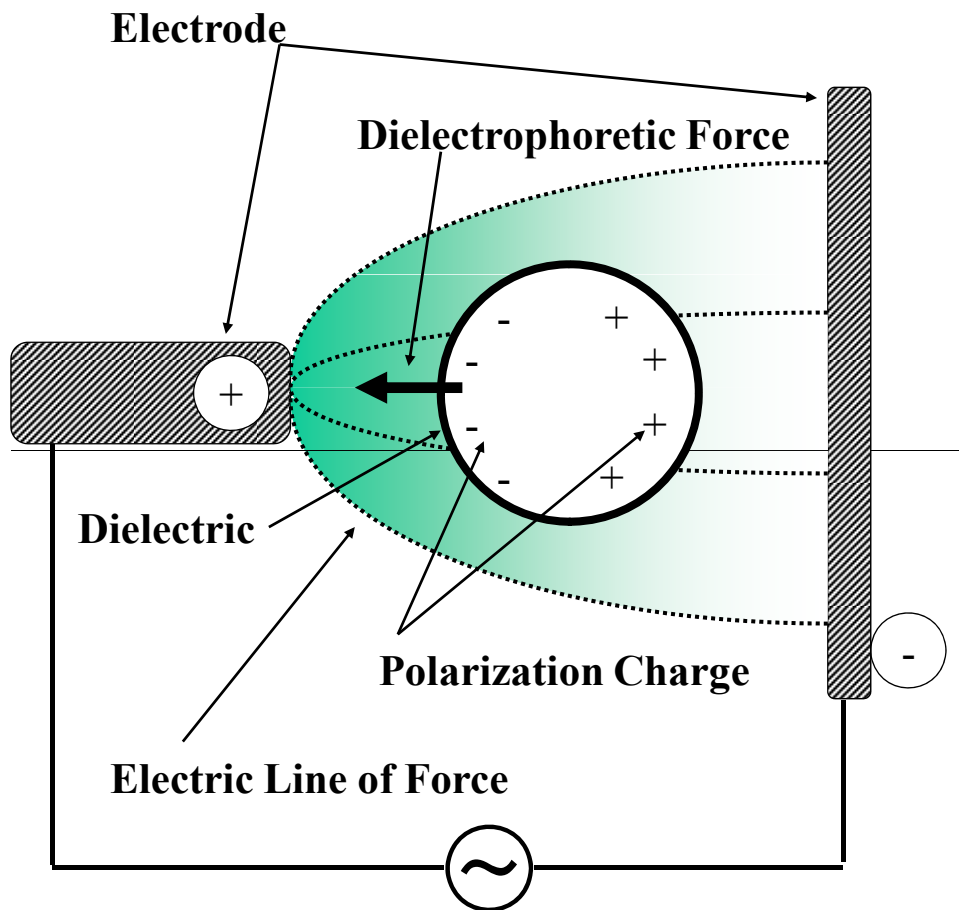 Electrode
Dielectrophoretic Force
- +
- +
+
- +
- +
Dielectric
-
Polarization Charge
Electric Line of Force
~